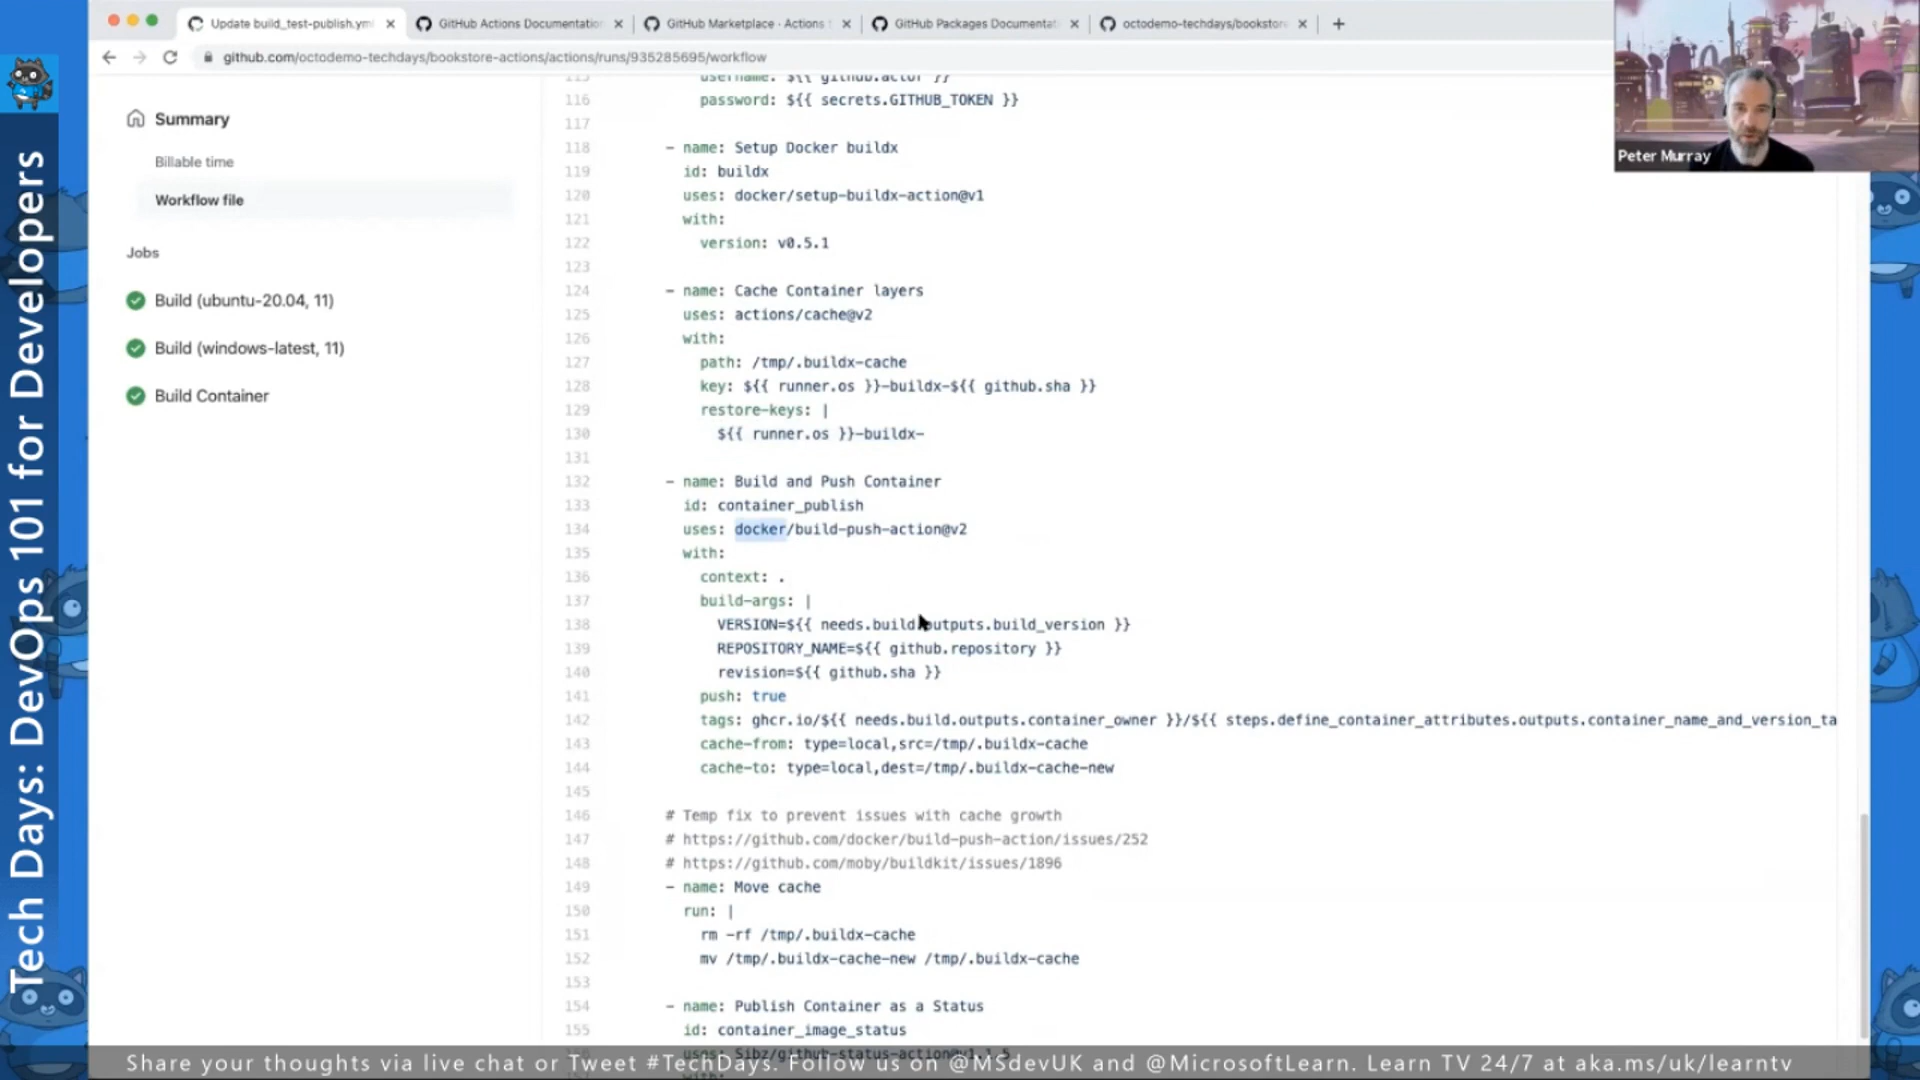 Tech Days: DevOps 101 for Developers
Update build_test-publish.yml
GitHub Actions Documentation
GitHub Marketplace · Actions
GitHub Packages Documentat
octodemo-techdays/bookstore
github.com/octodemo-techdays/bookstore-actions/actions/runs/935285695/workflow
Peter Murray
Summary
Billable time
Workflow file
Jobs
Build (ubuntu-20.04, 11)
Build (windows-latest, 11)
Build Container
115 username: ${{ github.actor }}
116 password: ${{ secrets.GITHUB_TOKEN }}
117
118 - name: Setup Docker buildx
119 id: buildx
120 uses: docker/setup-buildx-action@v1
121 with:
122 version: v0.5.1
123
124 - name: Cache Container layers
125 uses: actions/cache@v2
126 with:
127 path: /tmp/.buildx-cache
128 key: ${{ runner.os }}-buildx-${{ github.sha }}
129 restore-keys: |
130 ${{ runner.os }}-buildx-
131
132 - name: Build and Push Container
133 id: container_publish
134 uses: docker/build-push-action@v2
135 with:
136 context: .
137 build-args: |
138 VERSION=${{ needs.build.outputs.build_version }}
139 REPOSITORY_NAME=${{ github.repository }}
140 revision=${{ github.sha }}
141 push: true
142 tags: ghcr.io/${{ needs.build.outputs.container_owner }}/${{ steps.define_container_attributes.outputs.container_name_and_version_ta
143 cache-from: type=local,src=/tmp/.buildx-cache
144 cache-to: type=local,dest=/tmp/.buildx-cache-new
145
146 # Temp fix to prevent issues with cache growth
147 # https://github.com/docker/build-push-action/issues/252
148 # https://github.com/moby/buildkit/issues/1896
149 - name: Move cache
150 run: |
151 rm -rf /tmp/.buildx-cache
152 mv /tmp/.buildx-cache-new /tmp/.buildx-cache
153
154 - name: Publish Container as a Status
155 id: container_image_status
Share your thoughts via live chat or Tweet #TechDays. Follow us on @MSdevUK and @MicrosoftLearn. Learn TV 24/7 at aka.ms/uk/learntv